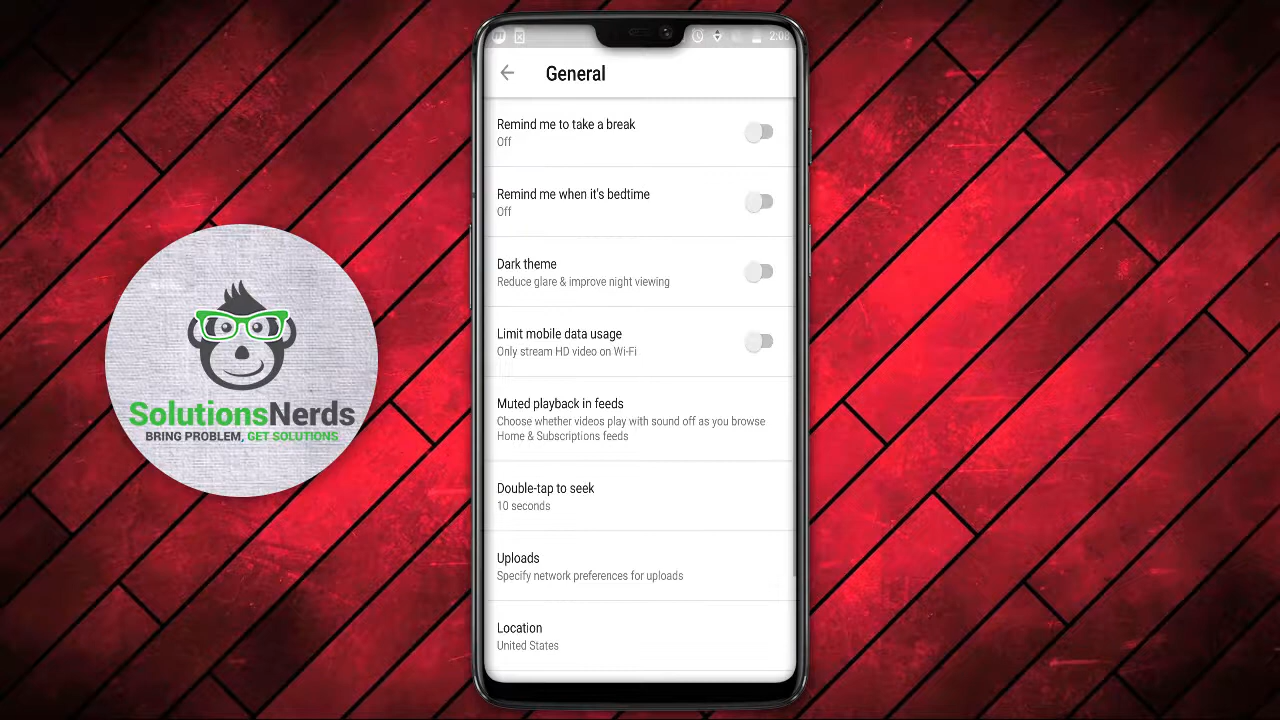 2:08
General
Remind me to take a break
Off
Remind me when it's bedtime
Off
Dark theme
Reduce glare & improve night viewing
Limit mobile data usage
Only stream HD video on Wi-Fi
Muted playback in feeds
Choose whether videos play with sound off as you browse
Home & Subscriptions feeds
Double-tap to seek
10 seconds
Uploads
Specify network preferences for uploads
Location
United States
SolutionsNerds
BRING PROBLEM, GET SOLUTIONS